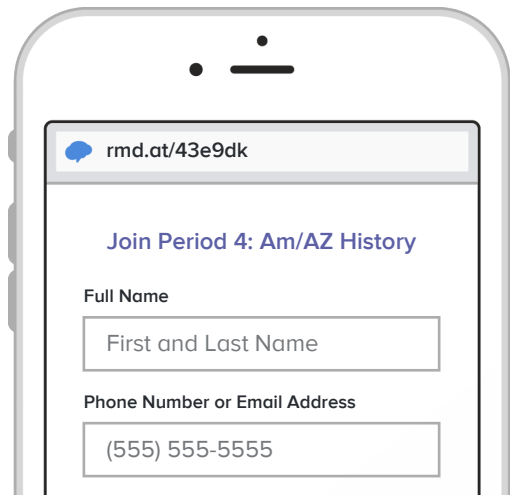 rmd.at/43e9dk
Join Period 4: Am/AZ History
Full Name
First and Last Name
Phone Number or Email Address
(555) 555-5555